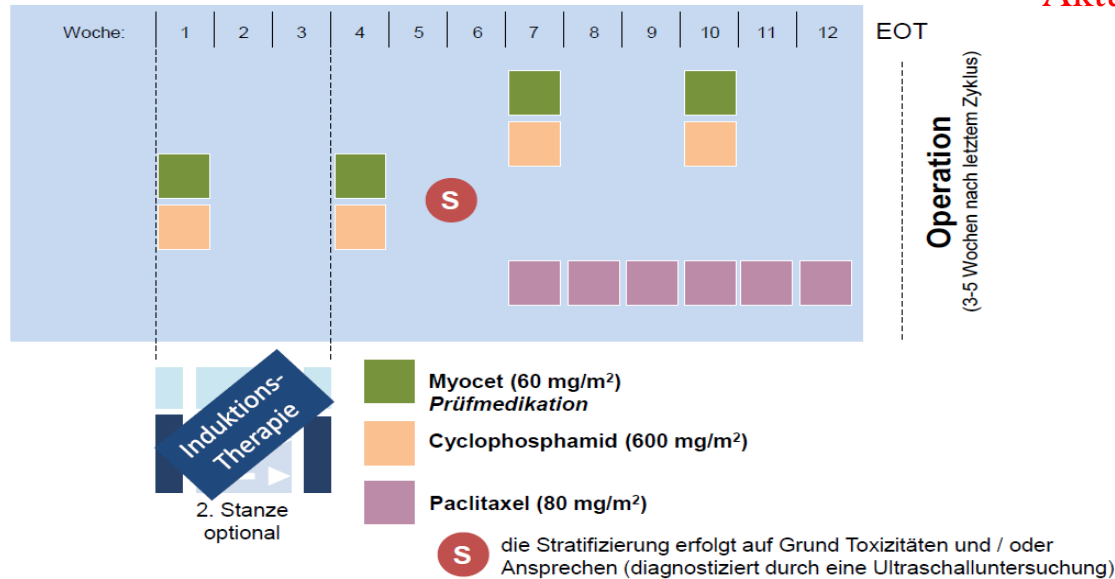 Aktu
Woche: 1 2 3 4 5 6 7 8 9 10 11 12 EOT
S
Operation
(3-5 Wochen nach letztem Zyklus)
Induktions-
Therapie
2. Stanze
optional
Myocet (60 mg/m²)
Prüfmedikation
Cyclophosphamid (600 mg/m²)
Paclitaxel (80 mg/m²)
S die Stratifizierung erfolgt auf Grund Toxizitäten und / oder
Ansprechen (diagnostiziert durch eine Ultraschalluntersuchung)